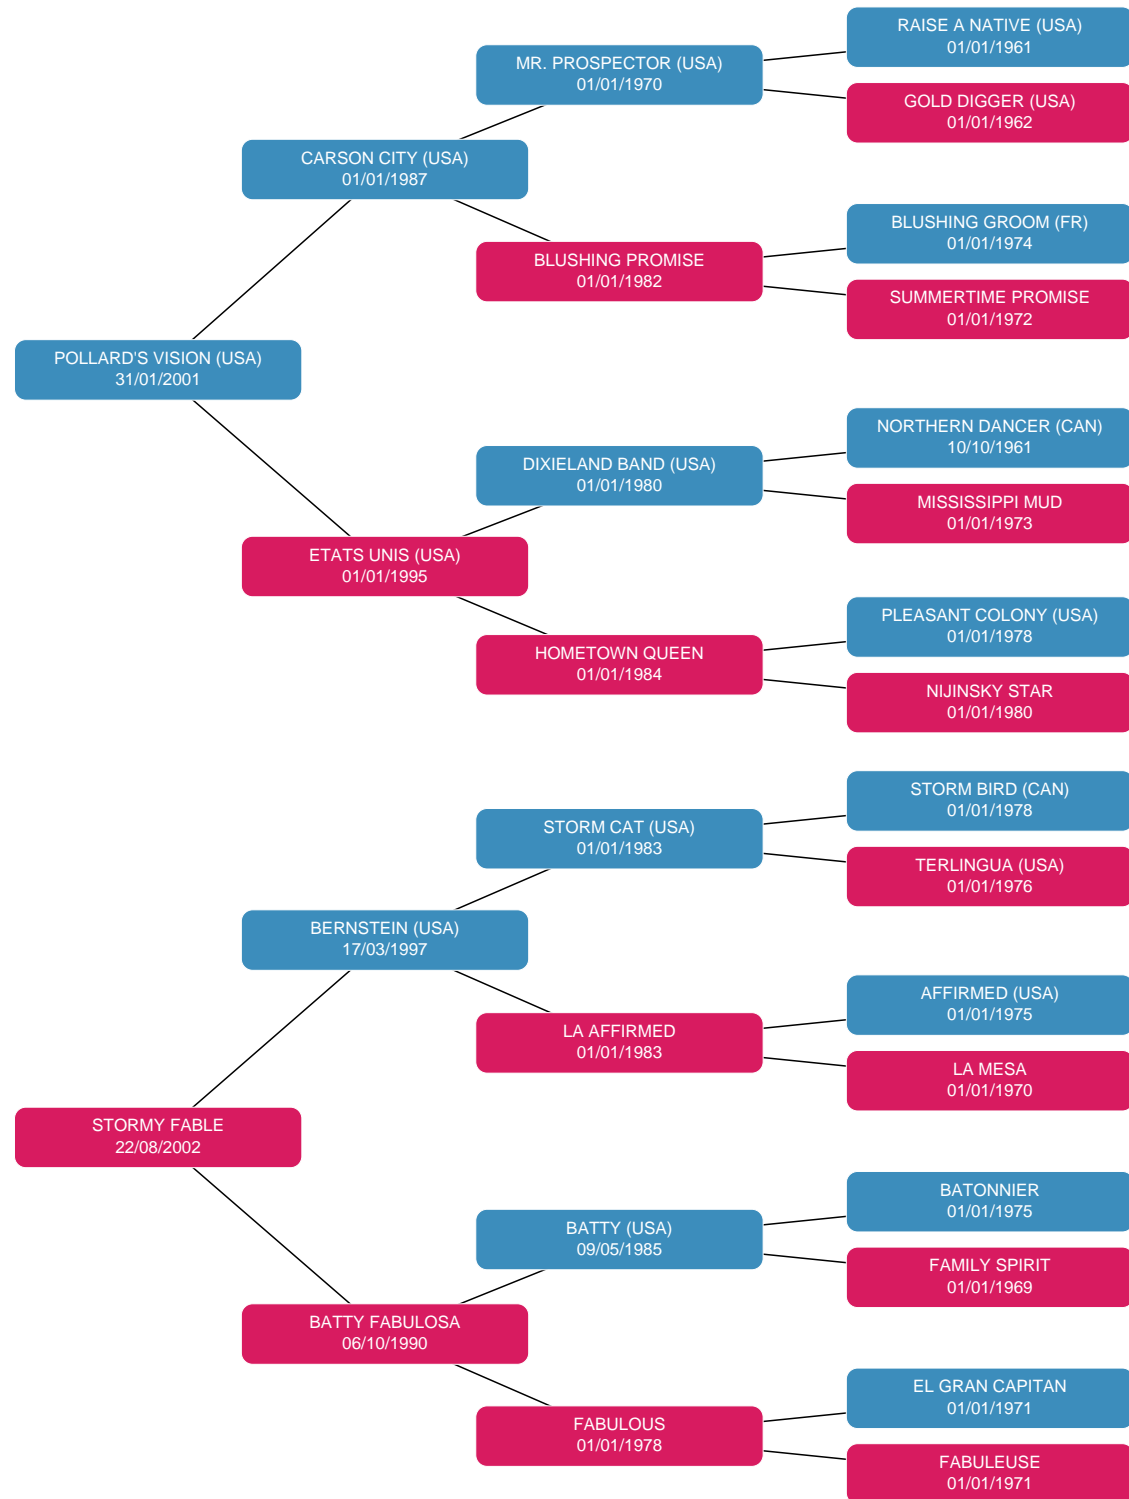 RAISE A NATIVE (USA)
01/01/1961
MR. PROSPECTOR (USA)
01/01/1970
GOLD DIGGER (USA)
01/01/1962
CARSON CITY (USA)
01/01/1987
BLUSHING GROOM (FR)
01/01/1974
BLUSHING PROMISE
01/01/1982
SUMMERTIME PROMISE
01/01/1972
POLLARD'S VISION (USA)
31/01/2001
NORTHERN DANCER (CAN)
10/10/1961
DIXIELAND BAND (USA)
01/01/1980
MISSISSIPPI MUD
01/01/1973
ETATS UNIS (USA)
01/01/1995
PLEASANT COLONY (USA)
01/01/1978
HOMETOWN QUEEN
01/01/1984
NIJINSKY STAR
01/01/1980
STORM BIRD (CAN)
01/01/1978
STORM CAT (USA)
01/01/1983
TERLINGUA (USA)
01/01/1976
BERNSTEIN (USA)
17/03/1997
AFFIRMED (USA)
01/01/1975
LA AFFIRMED
01/01/1983
LA MESA
01/01/1970
STORMY FABLE
22/08/2002
BATONNIER
01/01/1975
BATTY (USA)
09/05/1985
FAMILY SPIRIT
01/01/1969
BATTY FABULOSA
06/10/1990
EL GRAN CAPITAN
01/01/1971
FABULOUS
01/01/1978
FABULEUSE
01/01/1971